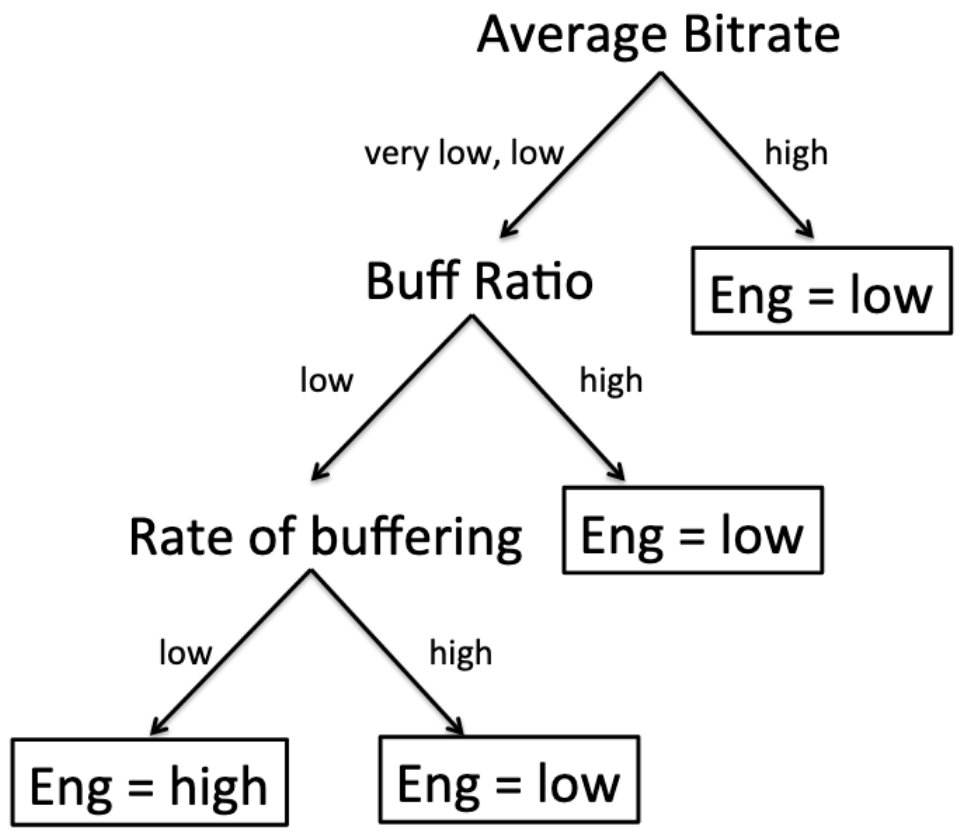 Average Bitrate
very low, low
high
Buff Ratio
Eng = low
low
high
Rate of buffering
Eng = low
low
high
Eng = high
Eng = low